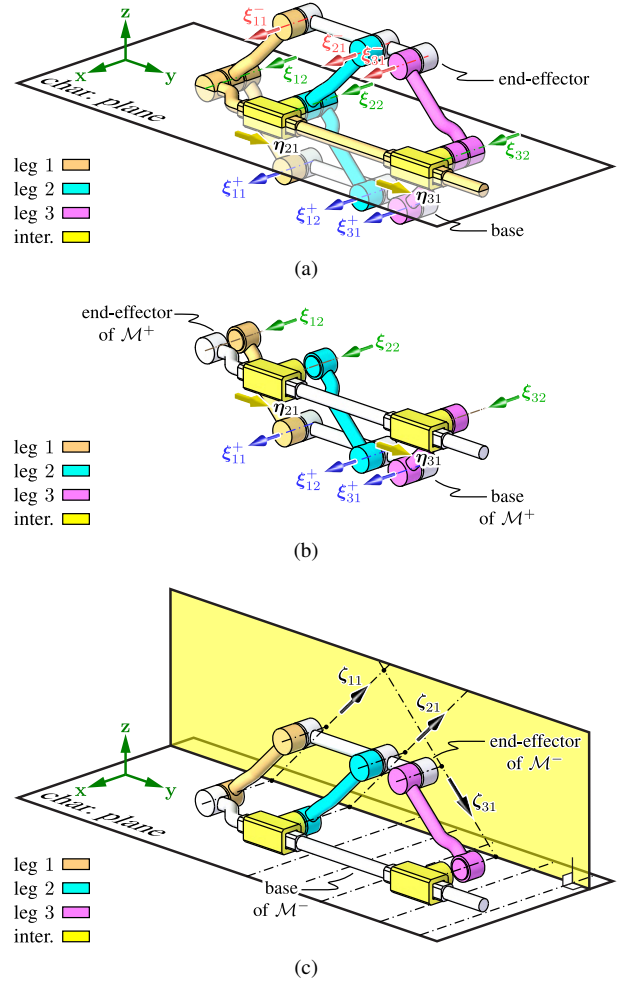 ξ₁₁⁻
ξ₂₁⁻
ξ₃₁⁻
z
x
y
end-effector
char. plane
ξ₁₂
ξ₂₂
ξ₃₂
η₂₁
η₃₁
leg 1
leg 2
leg 3
inter.
ξ₁₁⁺
ξ₁₂⁺
ξ₃₁⁺
base
(a)
end-effector
of M⁺
ξ₁₂
ξ₂₂
ξ₃₂
η₂₁
η₃₁
ξ₁₁⁺
ξ₁₂⁺
ξ₃₁⁺
leg 1
leg 2
leg 3
inter.
base
of M⁺
(b)
ζ₁₁
ζ₂₁
z
x
y
end-effector
of M⁻
ζ₃₁
char. plane
leg 1
leg 2
leg 3
inter.
base
of M⁻
(c)